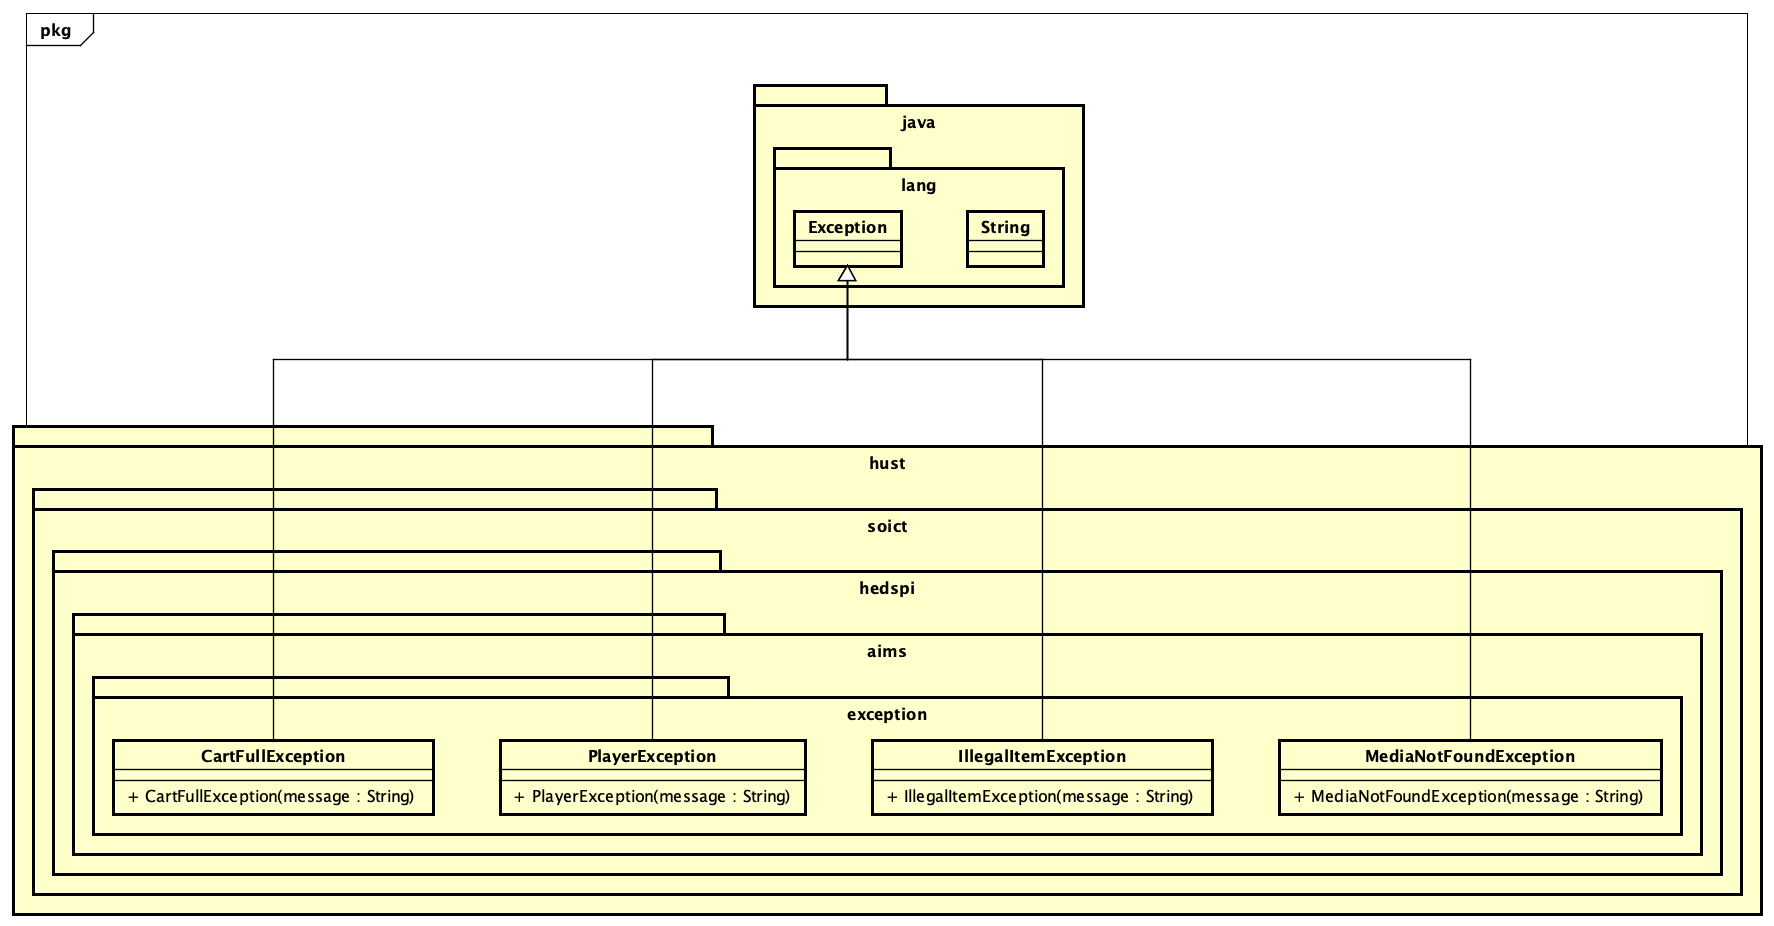 pkg
java
lang
Exception
String
hust
soict
hedspi
aims
exception
CartFullException
+ CartFullException(message : String)
PlayerException
+ PlayerException(message : String)
IllegalItemException
+ IllegalItemException(message : String)
MediaNotFoundException
+ MediaNotFoundException(message : String)